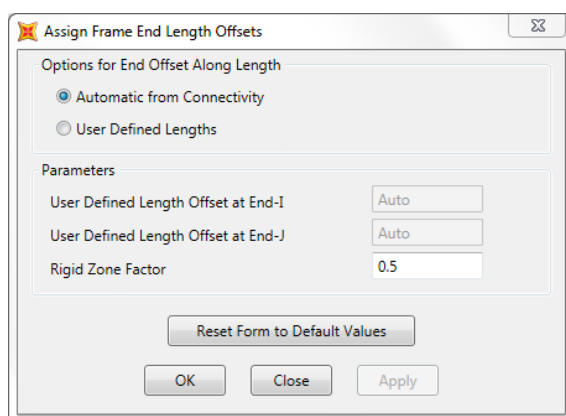 Assign Frame End Length Offsets
Options for End Offset Along Length
Automatic from Connectivity
User Defined Lengths
Parameters
User Defined Length Offset at End-I Auto
User Defined Length Offset at End-J Auto
Rigid Zone Factor 0.5
Reset Form to Default Values
OK Close Apply